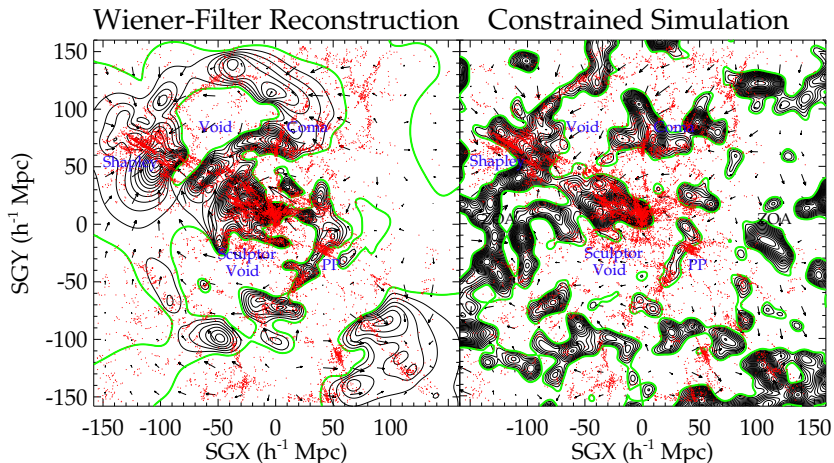 Wiener-Filter Reconstruction
Constrained Simulation
150
100
50
0
-50
-100
-150
SGY (h⁻¹ Mpc)
Void
Coma
Shapley
Sculptor
Void
PP
-150
-100
-50
0
50
100
SGX (h⁻¹ Mpc)
Void
Coma
Shapley
ZOA
Sculptor
Void
PP
-100
-50
0
50
100
150
SGX (h⁻¹ Mpc)